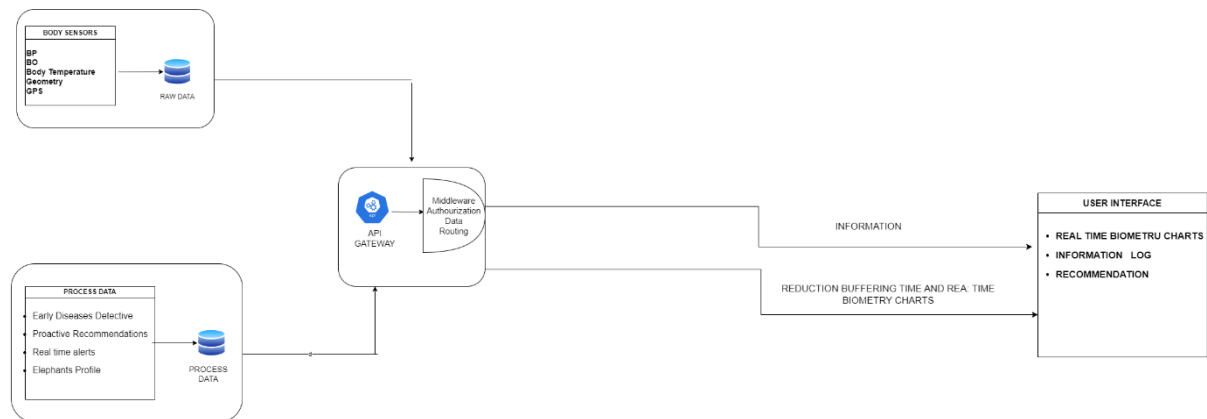 BODY SENSORS
BP
BO
Body Temperature
Geometry
GPS
RAW DATA
API
GATEWAY
Middleware
Authourization
Data
Routing
INFORMATION
REDUCTION BUFFERING TIME AND REA: TIME
BIOMETRY CHARTS
USER INTERFACE
• REAL TIME BIOMETRU CHARTS
• INFORMATION LOG
• RECOMMENDATION
PROCESS DATA
• Early Diseases Detective
• Proactive Recommendations
• Real time alerts
• Elephants Profile
PROCESS
DATA